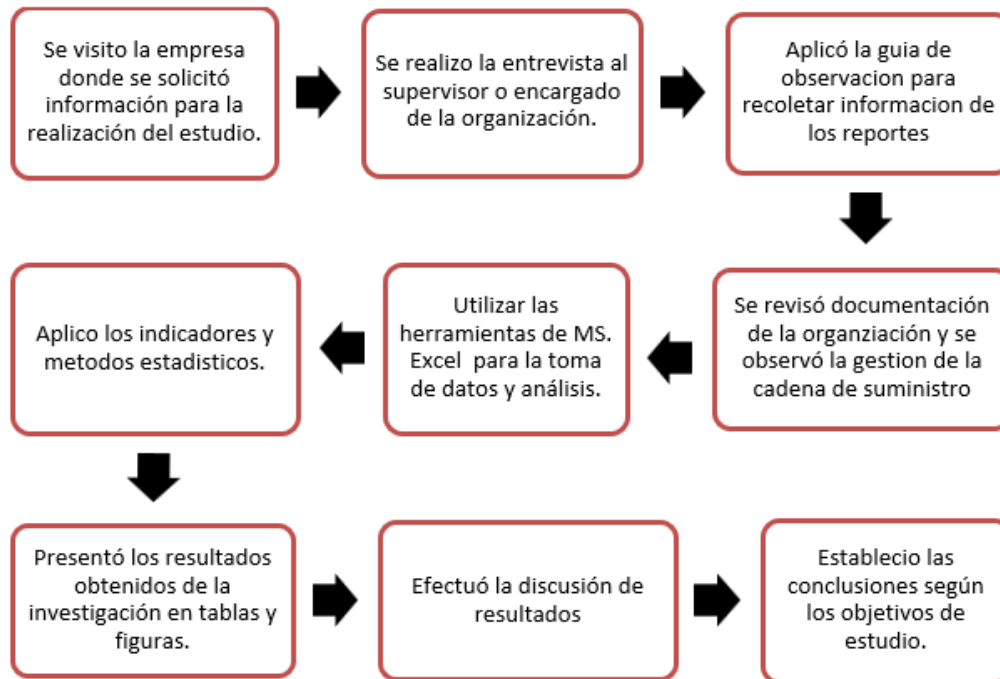 Se visito la empresa
donde se solicitó
información para la
realización del estudio.
Se realizo la entrevista al
supervisor o encargado
de la organización.
Aplicó la guia de
observacion para
recoletar informacion de
los reportes
Se revisó documentación
de la organziación y se
observó la gestion de la
cadena de suministro
Utilizar las
herramientas de MS.
Excel para la toma
de datos y análisis.
Aplico los indicadores y
metodos estadisticos.
Presentó los resultados
obtenidos de la
investigación en tablas y
figuras.
Efectuó la discusión de
resultados
Establecio las
conclusiones según
los objetivos de
estudio.